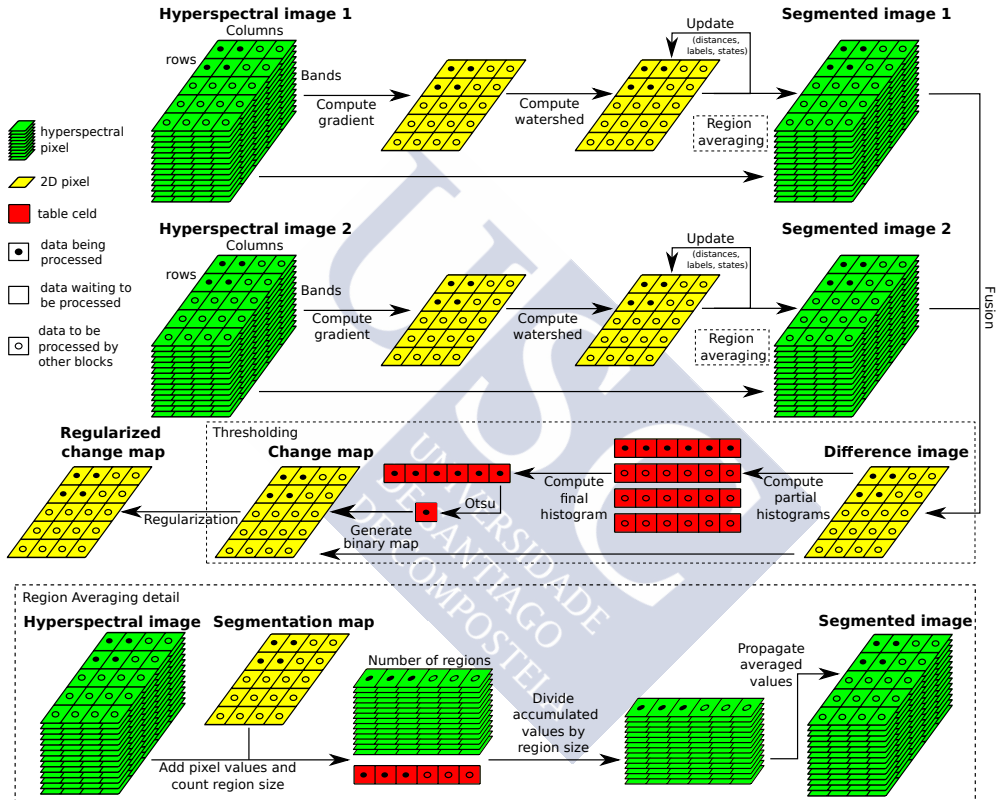 Hyperspectral image 1
Segmented image 1
Columns
Update
(distances,
labels, states)
rows
Bands
Compute
gradient
Compute
watershed
Region
averaging
hyperspectral
pixel
2D pixel
table celd
data being
processed
data waiting to
be processed
data to be
processed by
other blocks
Hyperspectral image 2
Segmented image 2
Columns
Update
(distances,
labels, states)
rows
Bands
Compute
gradient
Compute
watershed
Region
averaging
Fusion
Thresholding
Regularized
change map
Change map
Difference image
Compute
partial
histograms
Compute
final
histogram
Otsu
Generate
binary map
Regularization
Region Averaging detail
Hyperspectral image
Segmentation map
Segmented image
Number of regions
Propagate
averaged
values
Divide
accumulated
values by
region size
Add pixel values and
count region size
USC
UNIVERSIDADE
DE SANTIAGO
DE COMPOSTELA